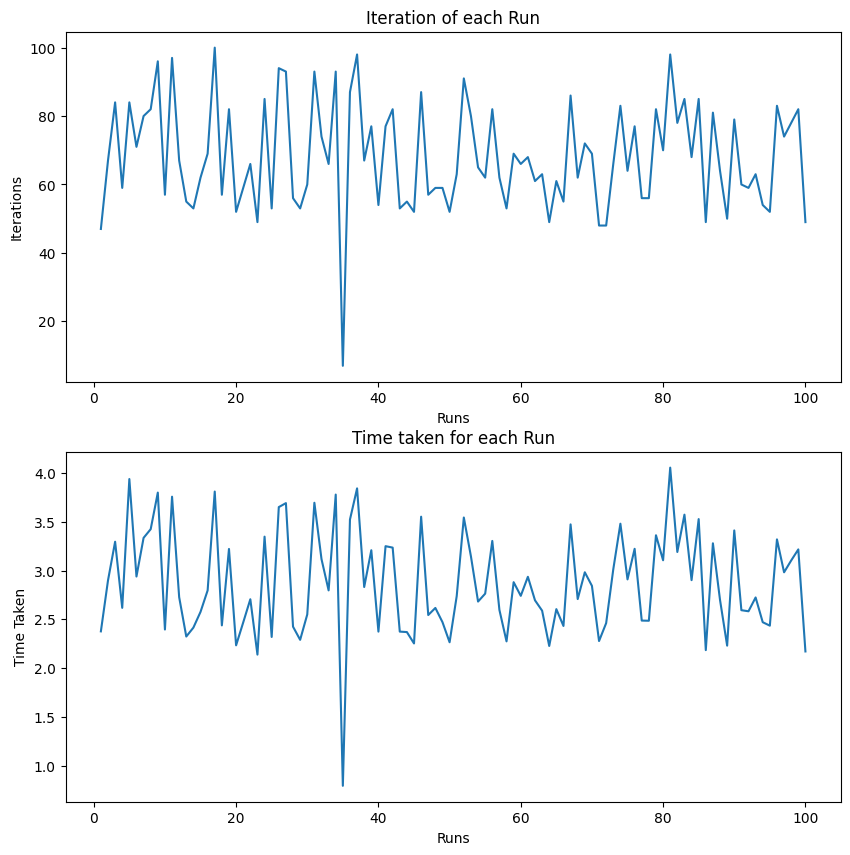 Iteration of each Run
100
80
60
40
20
Iterations
0 20 40 60 80 100
Runs
Time taken for each Run
4.0
3.5
3.0
2.5
2.0
1.5
1.0
Time Taken
0 20 40 60 80 100
Runs